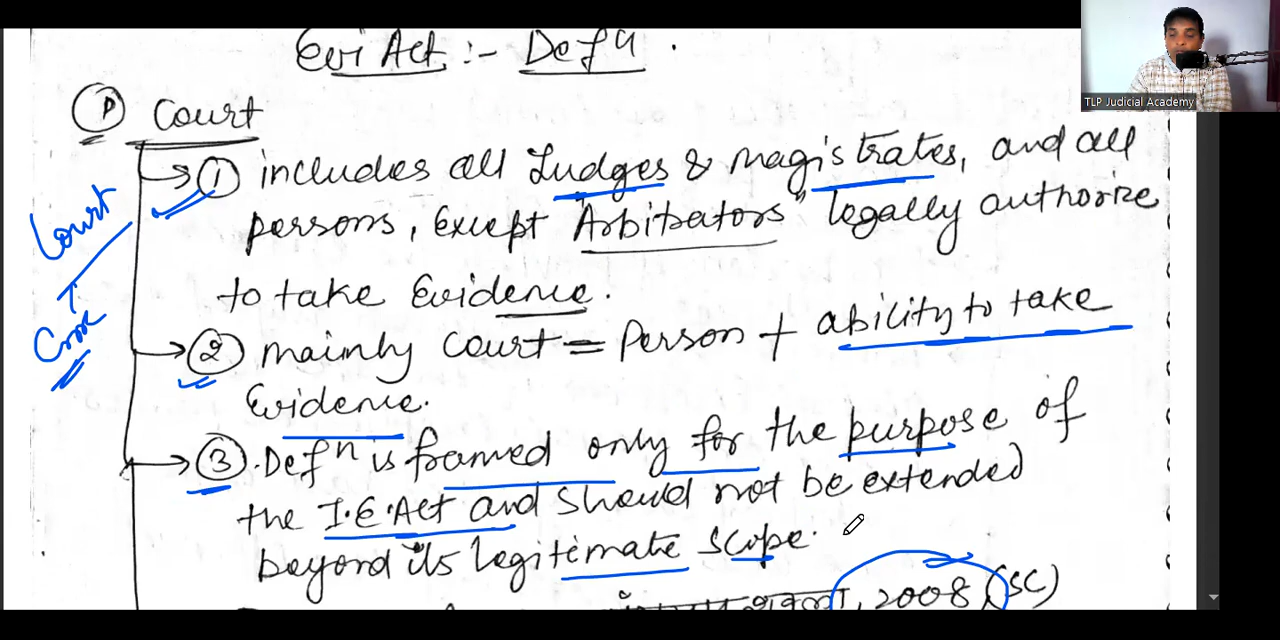 Evi Act :- Defn .
TLP Judicial Academy
① Court
→ ① includes all Judges & Magistrates, and all
persons, except "Arbitrators" legally authorize
to take Evidence.
Court
→ ② mainly Court = Person + ability to take
Evidence.
→ ③ . Defn is framed only for the purpose of
the I.E. Act and should not be extended
beyond its legitimate scope.
, 2008 (SC)